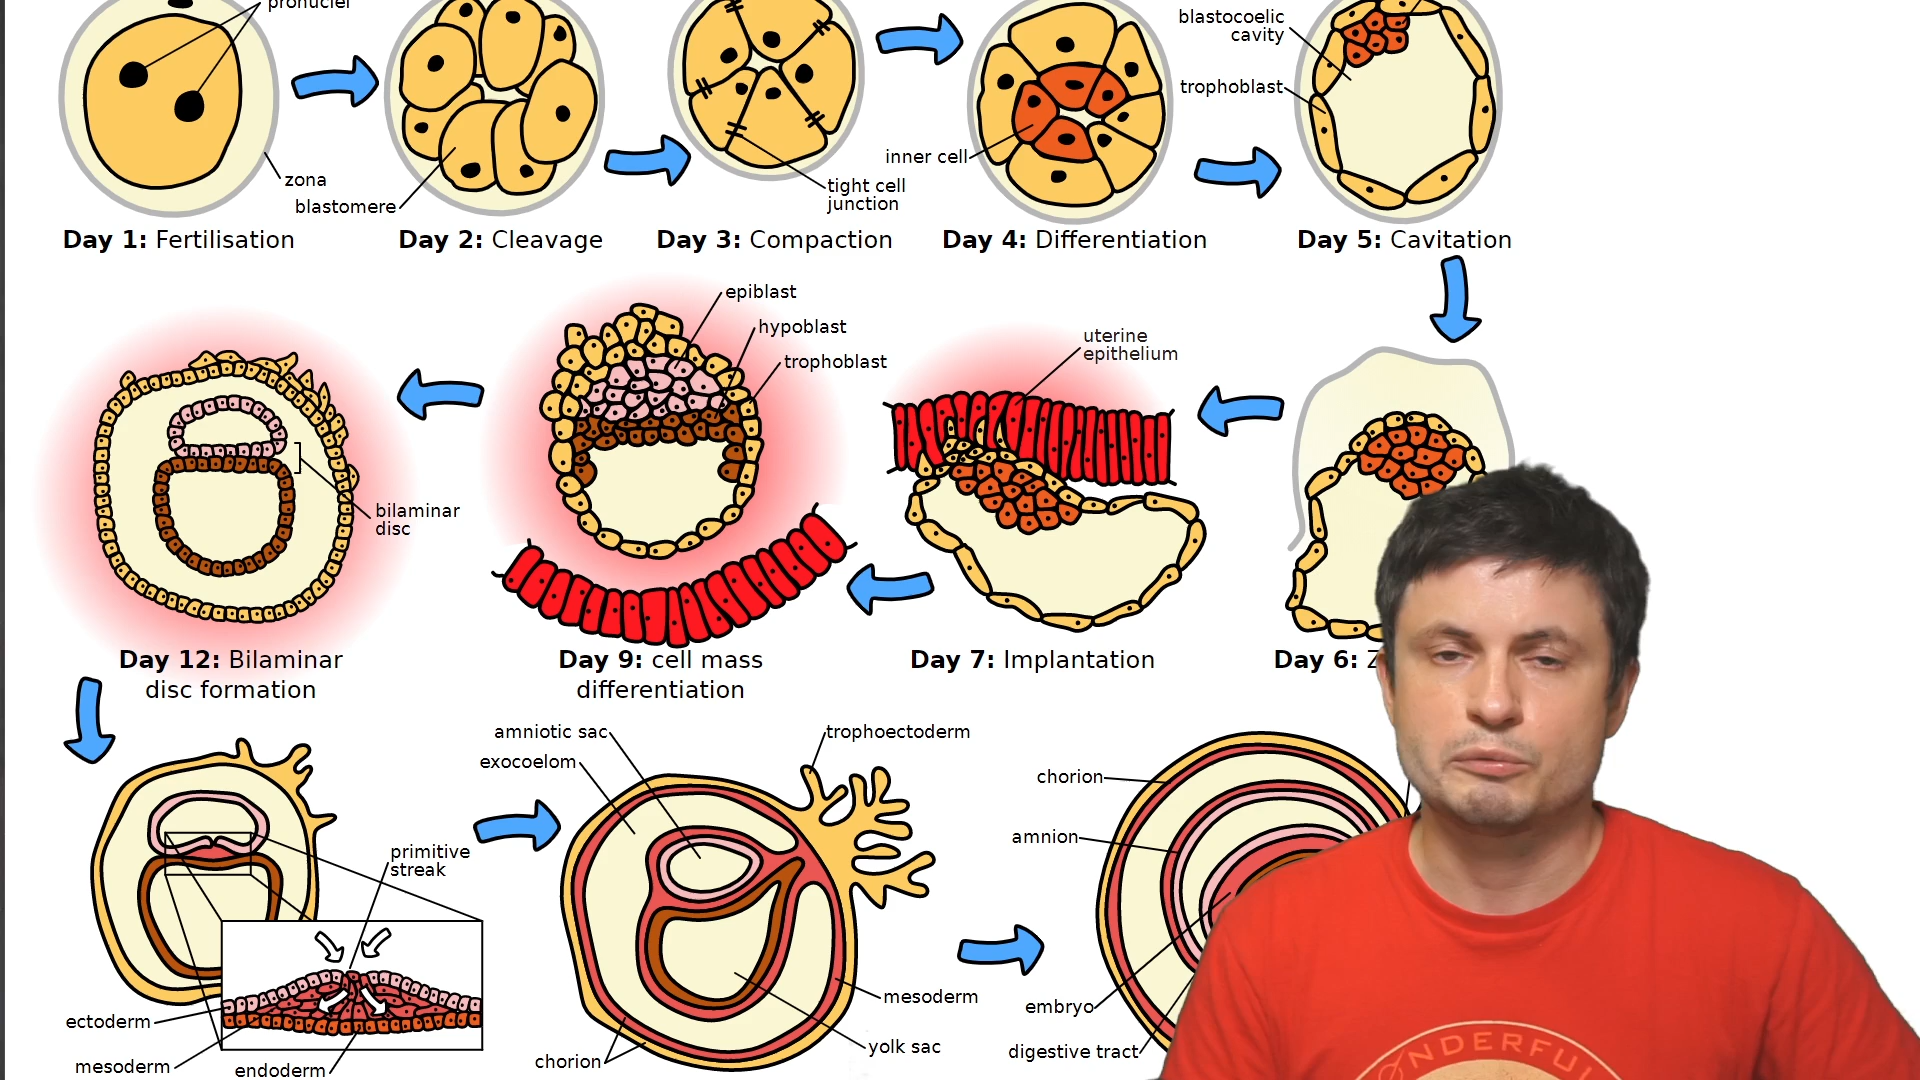 pronuclei
zona
blastomere
tight cell
junction
inner cell
blastocoelic
cavity
trophoblast
Day 1: Fertilisation
Day 2: Cleavage
Day 3: Compaction
Day 4: Differentiation
Day 5: Cavitation
epiblast
hypoblast
trophoblast
uterine
epithelium
bilaminar
disc
Day 12: Bilaminar
disc formation
Day 9: cell mass
differentiation
Day 7: Implantation
Day 6: Z
primitive
streak
ectoderm
mesoderm
endoderm
amniotic sac
exocoelom
trophoectoderm
mesoderm
yolk sac
chorion
chorion
amnion
embryo
digestive tract
ONDERFUL